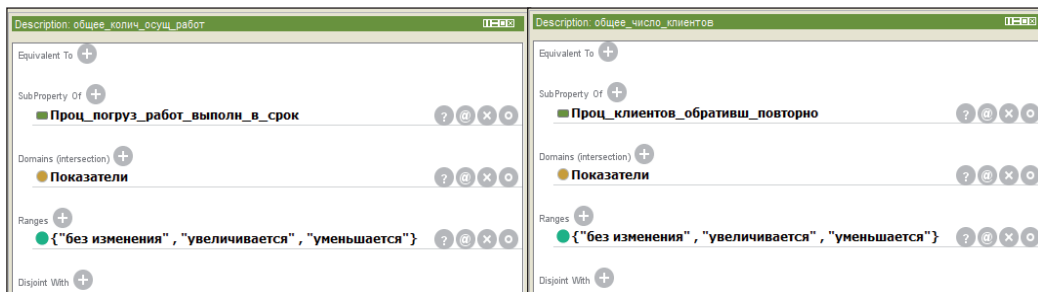 Description: общее_колич_осущ_работ
Equivalent To
SubProperty Of
Проц_погруз_работ_выполн_в_срок
Domains (intersection)
Показатели
Ranges
{"без изменения" , "увеличивается" , "уменьшается"}
Disjoint With
Description: общее_число_клиентов
Equivalent To
SubProperty Of
Проц_клиентов_обративш_повторно
Domains (intersection)
Показатели
Ranges
{"без изменения" , "увеличивается" , "уменьшается"}
Disjoint With